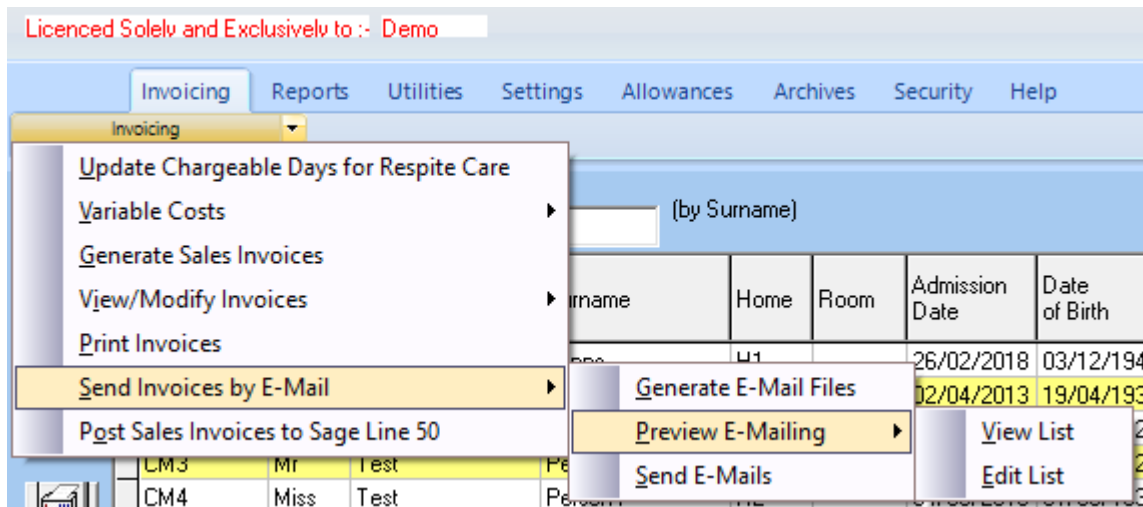 Licenced Solely and Exclusively to :- Demo
Invoicing Reports Utilities Settings Allowances Archives Security Help
Invoicing
Update Chargeable Days for Respite Care
Variable Costs
(by Surname)
Generate Sales Invoices
View/Modify Invoices
Home Room Admission Date Date of Birth
Print Invoices
H1 26/02/2018 03/12/194
Send Invoices by E-Mail
Generate E-Mail Files
02/04/2013 19/04/193
Post Sales Invoices to Sage Line 50
Preview E-Mailing
View List
CM3 Mr Test
Send E-Mails
Edit List
CM4 Miss Test